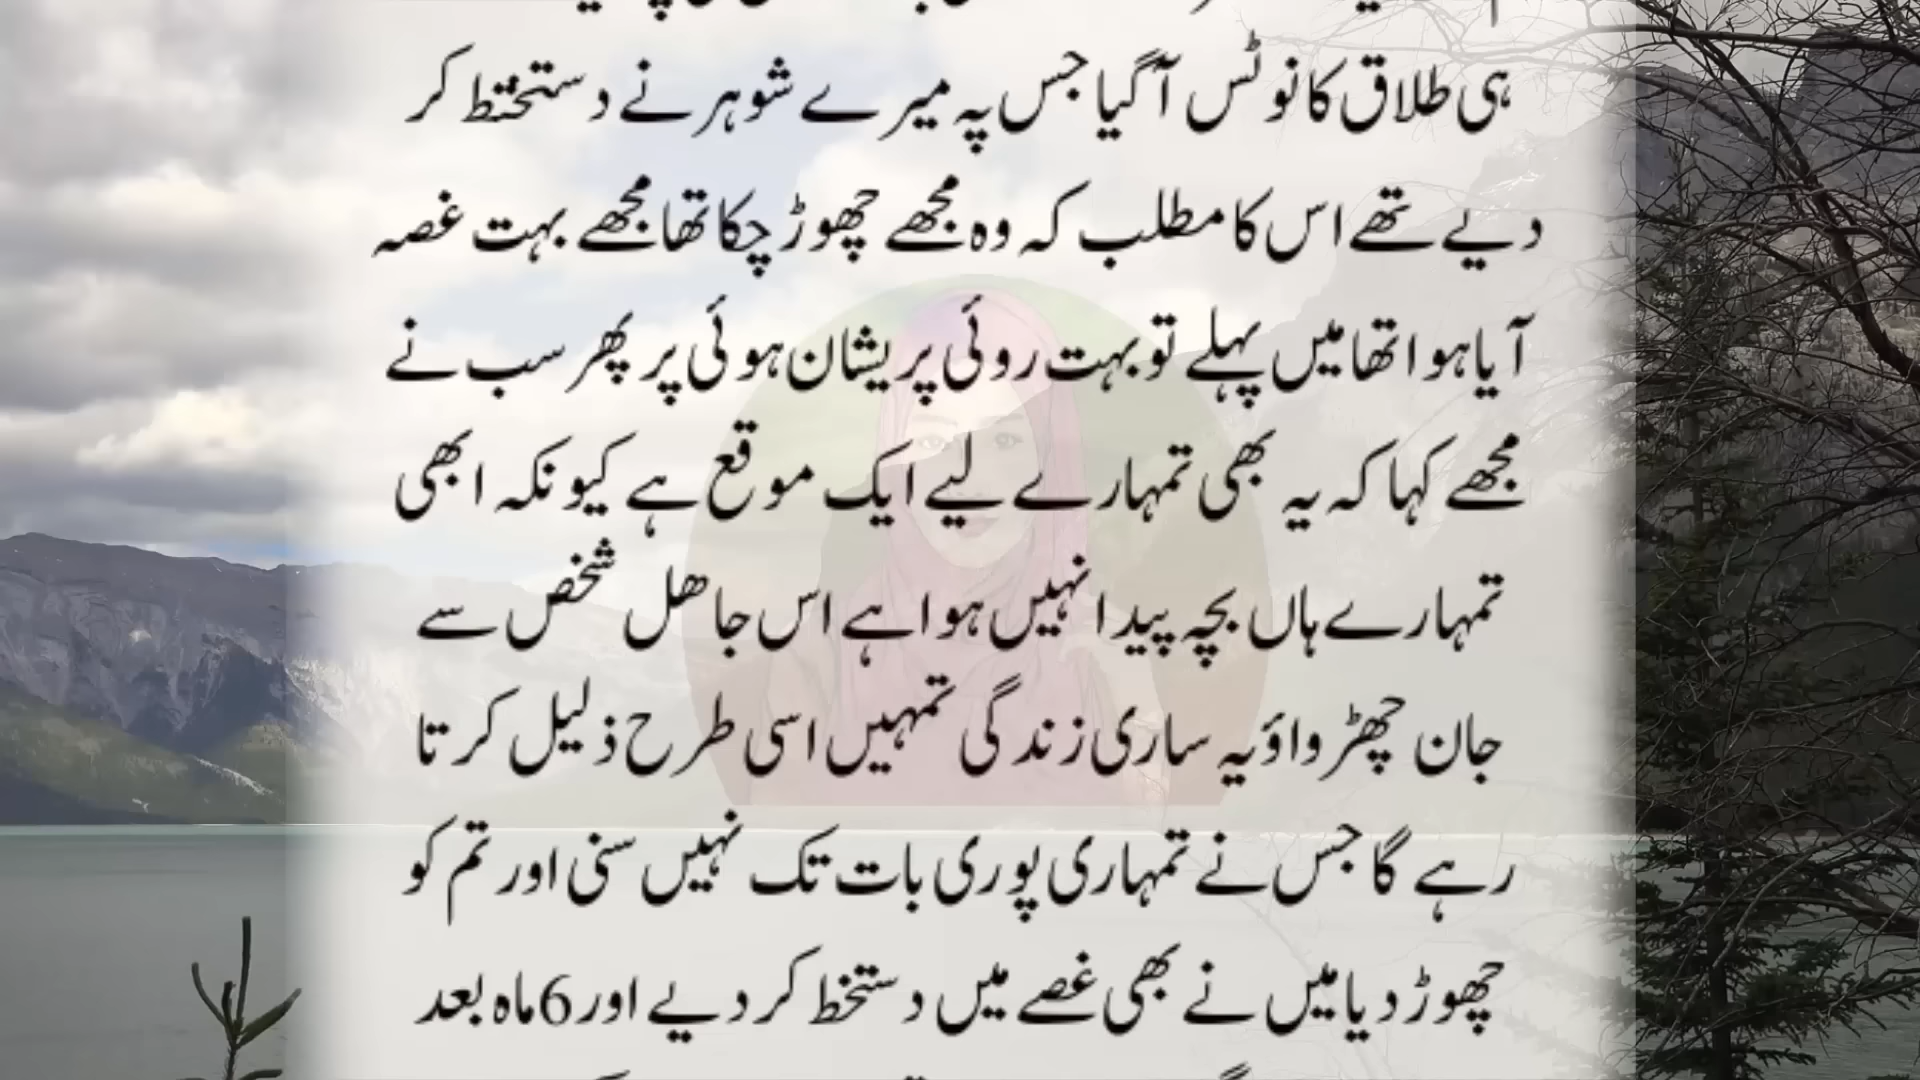 ہی طلاق کا نوٹس آگیا جس پہ میرے شوہر نے دستختط کر
دیے تھے اس کا مطلب کہ وہ مجھے چھوڑ چکا تھا مجھے بہت غصہ
آیا ہوا تھا میں پہلے تو بہت روئی پریشان ہوئی پر پھر سب نے
مجھے کہا کہ یہ بھی تمہارے لیے ایک موقع ہے کیونکہ ابھی
تمہارے ہاں بچہ پیدا نہیں ہوا ہے اس جاھل شخص سے
جان چھڑواؤ یہ ساری زندگی تمہیں اسی طرح ذلیل کرتا
رہے گا جس نے تمہاری پوری بات تک نہیں سنی اور تم کو
چھوڑ دیا میں نے بھی غصے میں دستخط کر دیے اور 6 ماہ بعد